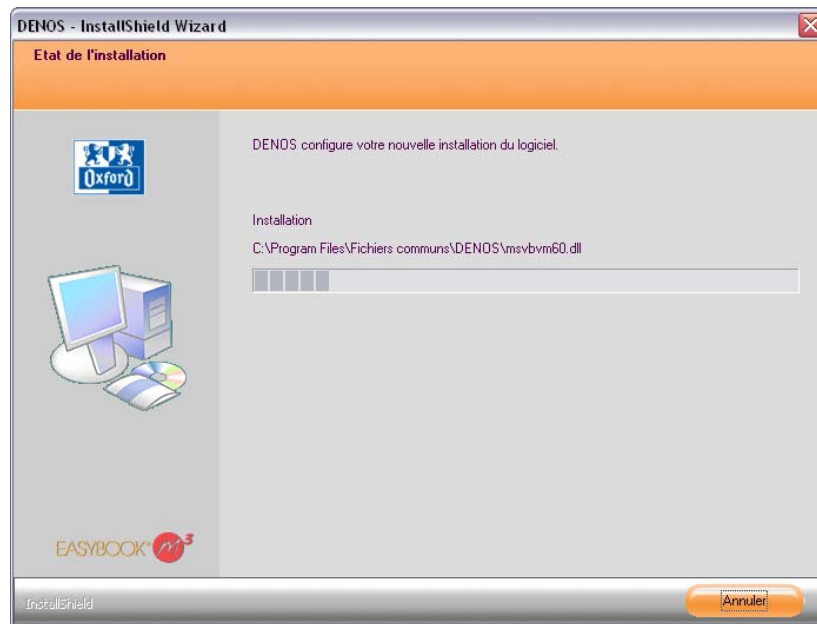 DENOS - InstallShield Wizard
Etat de l'installation
Oxford
DENOS configure votre nouvelle installation du logiciel.
Installation
C:\Program Files\Fichiers communs\DENOS\msvbvm60.dll
EASYBOOK™ m3
InstallShield
Annuler